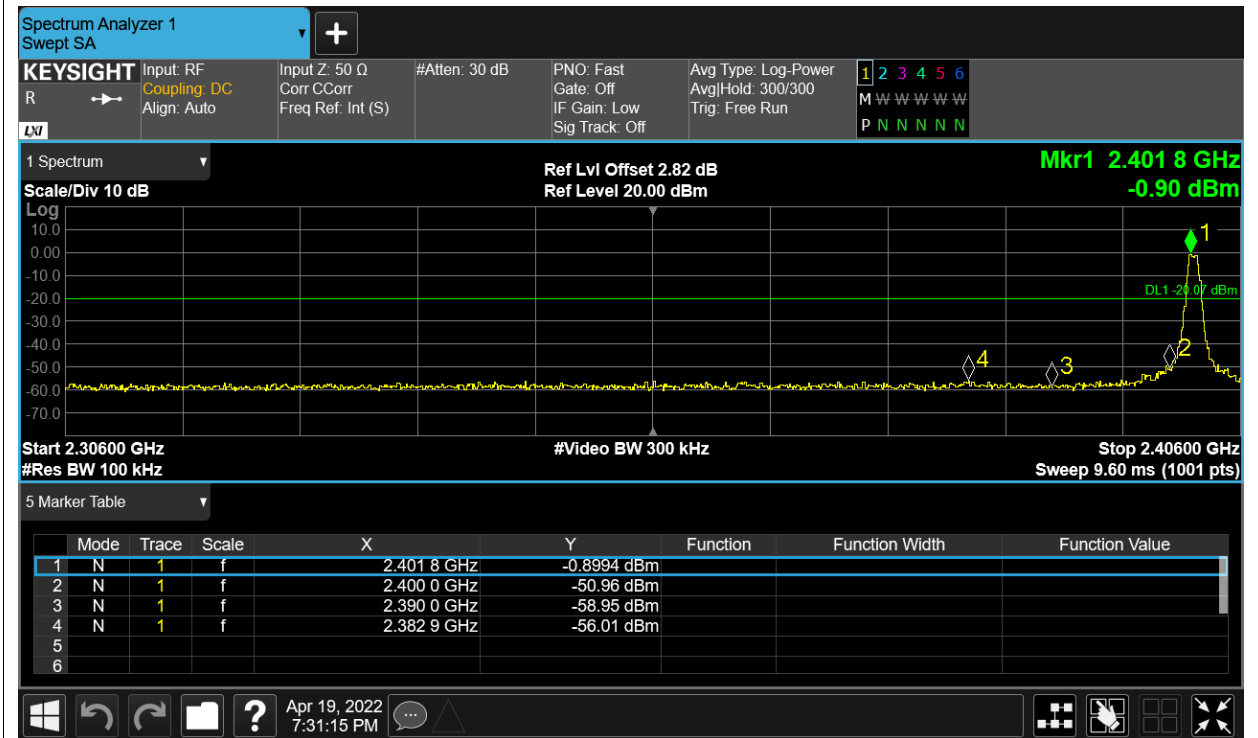 Spectrum Analyzer 1
Swept SA
KEYSIGHT Input: RF Input Z: 50 Ω #Atten: 30 dB PNO: Fast Avg Type: Log-Power 1 2 3 4 5 6
R Coupling: DC Corr CCorr Gate: Off Avg|Hold: 300/300 M W W W W W
Align: Auto Freq Ref: Int (S) IF Gain: Low Trig: Free Run
LXI Sig Track: Off P N N N N N
1 Spectrum Ref Lvl Offset 2.82 dB Mkr1 2.401 8 GHz
Scale/Div 10 dB Ref Level 20.00 dBm -0.90 dBm
Log
10.0
1
0.00
-10.0
DL1 -20.07 dBm
-20.0
-30.0
-40.0
2
4
3
-50.0
-60.0
-70.0
Start 2.30600 GHz #Video BW 300 kHz Stop 2.40600 GHz
#Res BW 100 kHz Sweep 9.60 ms (1001 pts)
5 Marker Table
Mode Trace Scale X Y Function Function Width Function Value
1 N 1 f 2.401 8 GHz -0.8994 dBm
2 N 1 f 2.400 0 GHz -50.96 dBm
3 N 1 f 2.390 0 GHz -58.95 dBm
4 N 1 f 2.382 9 GHz -56.01 dBm
5
6
? Apr 19, 2022
7:31:15 PM